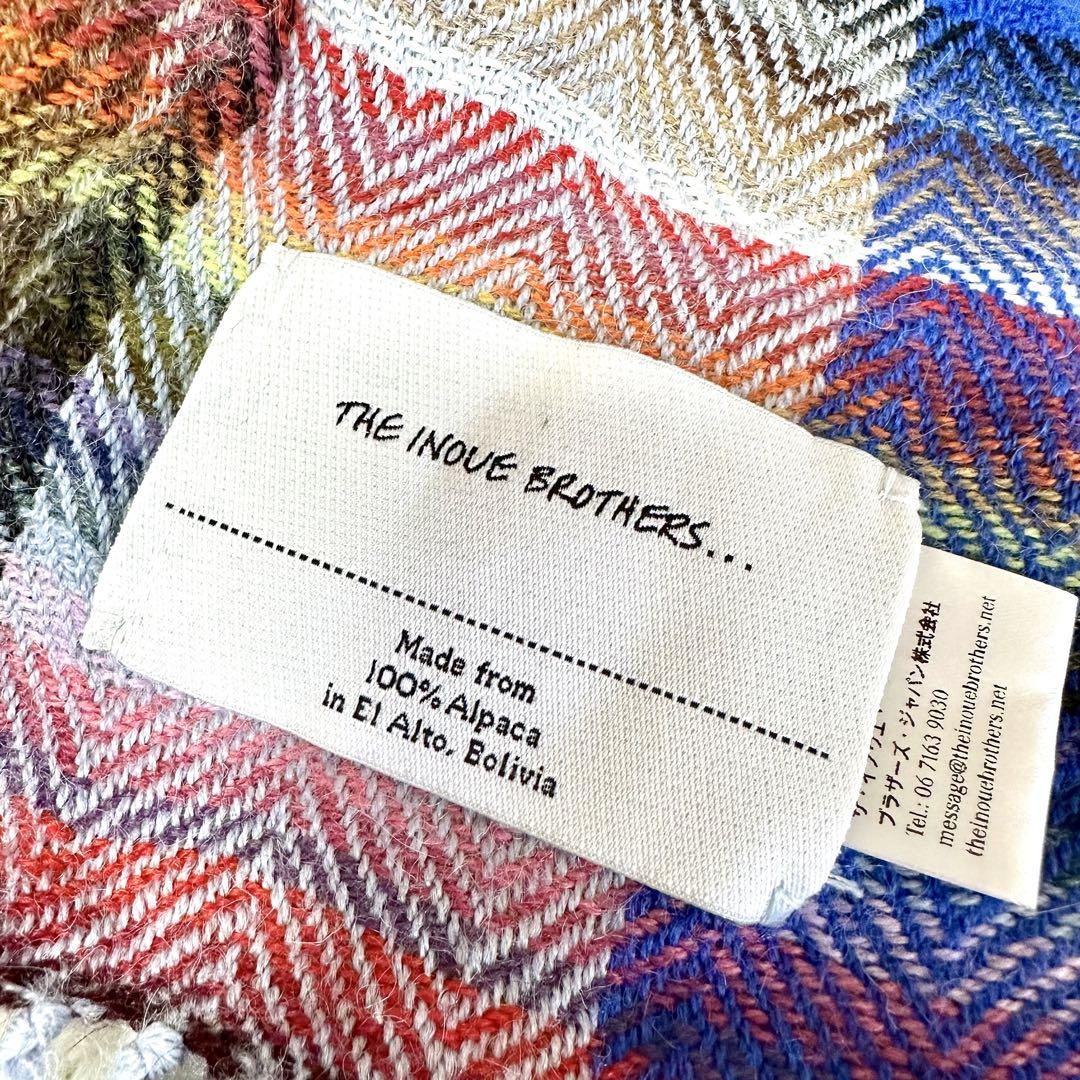 THE INOUE BROTHERS...
Made from
100% Alpaca
in El Alto, Bolivia
ブラザーズ・ジャパン株式会社
Tel.: 06 7163 9030
message@theinouebrothers.net
theinouebrothers.net